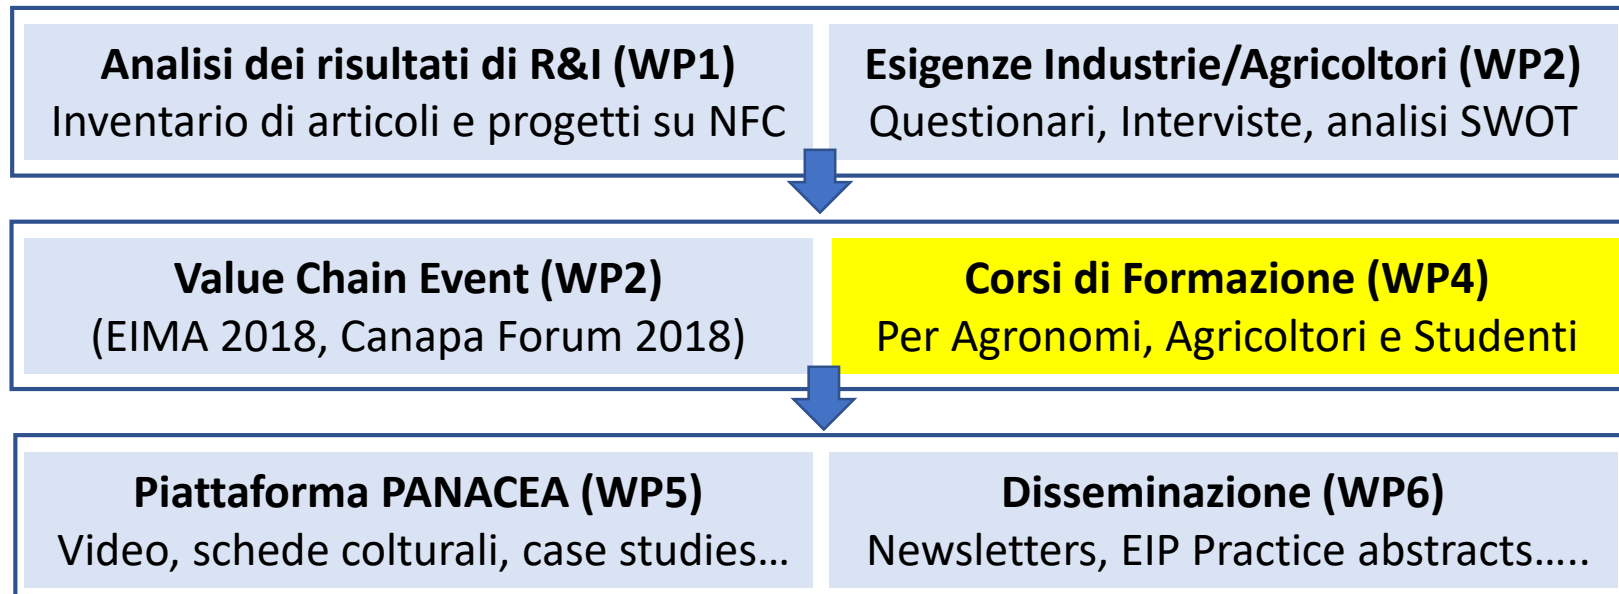 Analisi dei risultati di R&I (WP1)
Inventario di articoli e progetti su NFC
Esigenze Industrie/Agricoltori (WP2)
Questionari, Interviste, analisi SWOT
Value Chain Event (WP2)
(EIMA 2018, Canapa Forum 2018)
Corsi di Formazione (WP4)
Per Agronomi, Agricoltori e Studenti
Piattaforma PANACEA (WP5)
Video, schede colturali, case studies…
Disseminazione (WP6)
Newsletters, EIP Practice abstracts…..